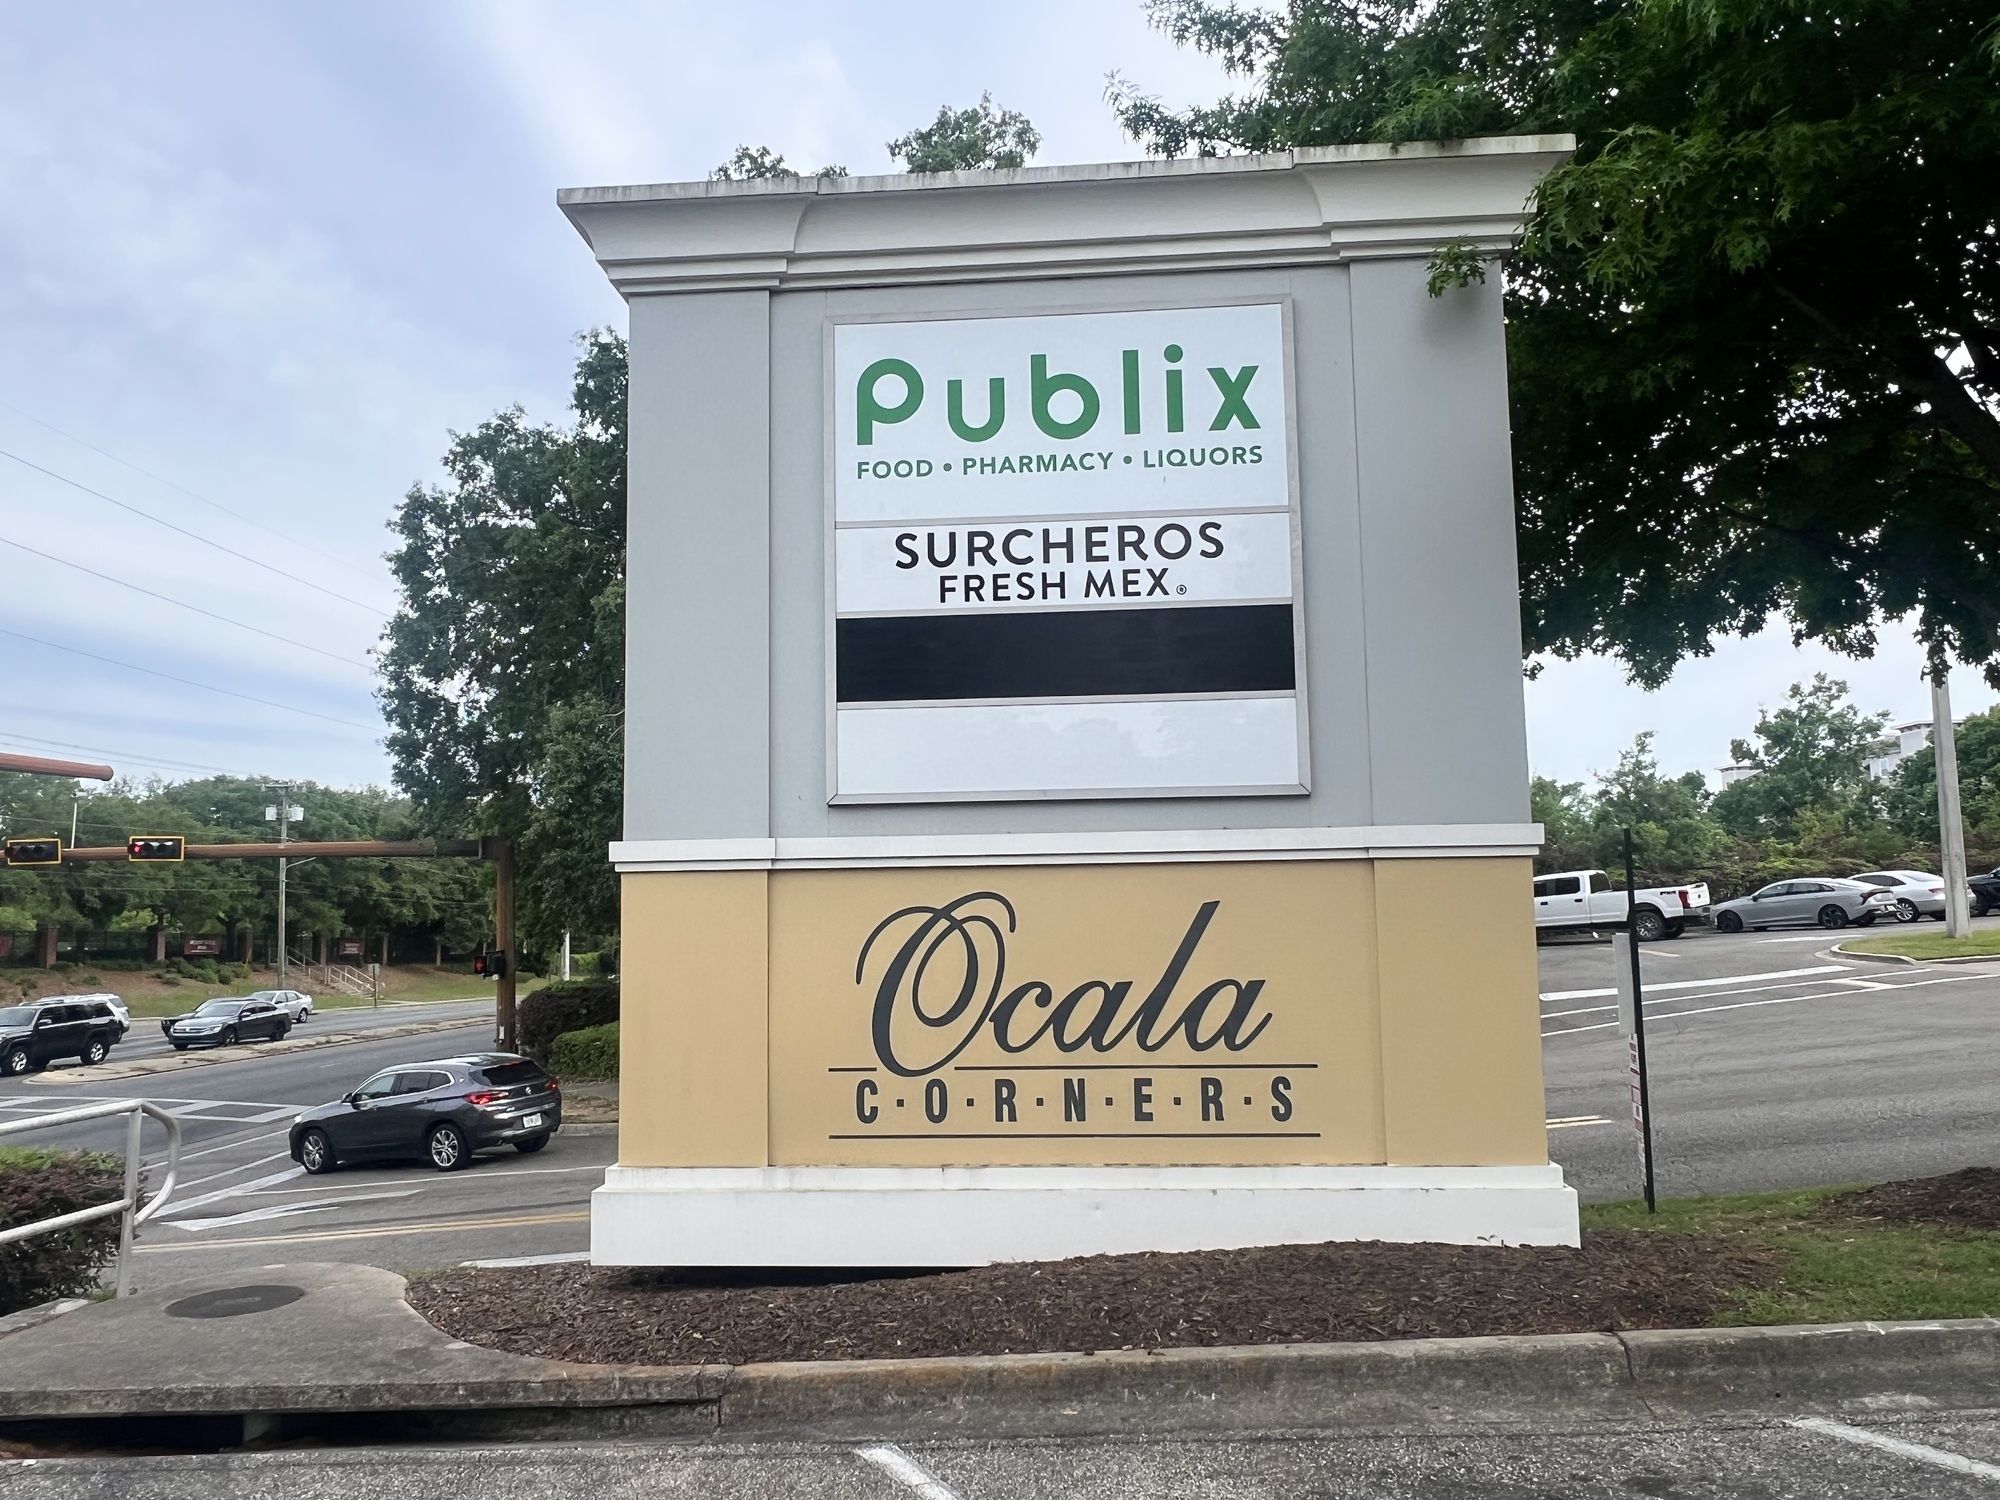 Publix
FOOD • PHARMACY • LIQUORS
SURCHEROS
FRESH MEX®
Ocala
C·O·R·N·E·R·S